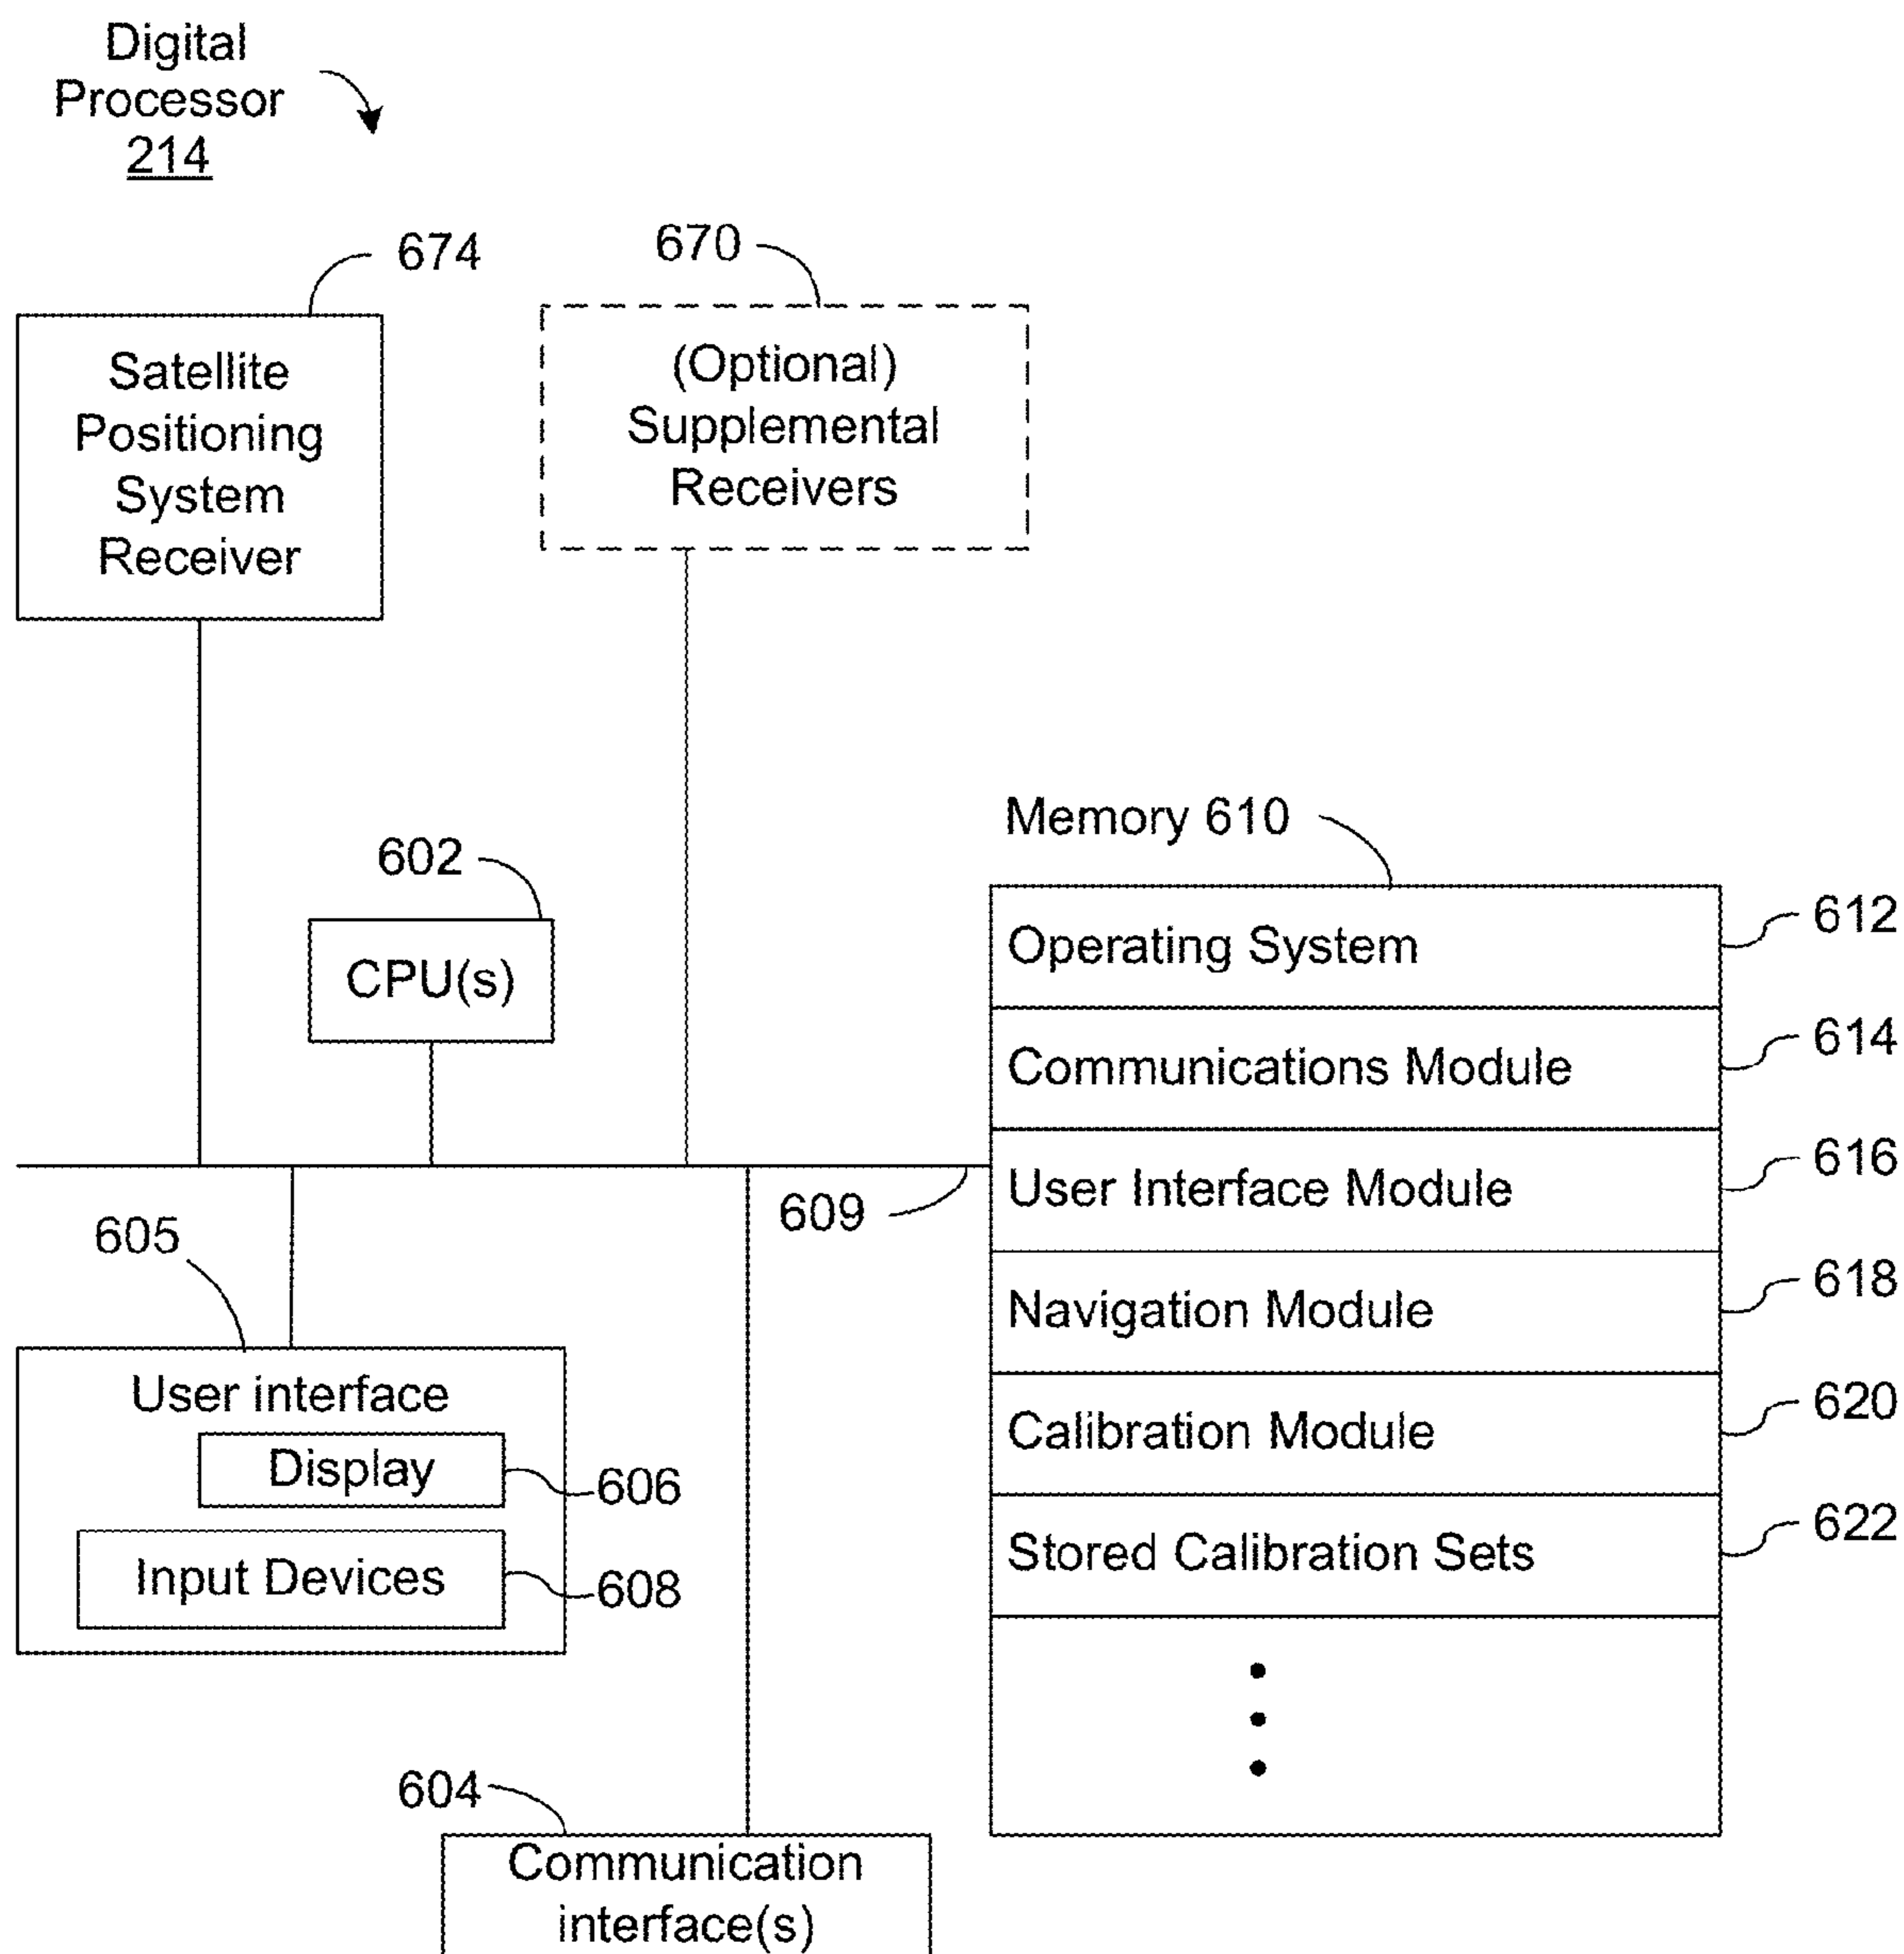 Digital
Processor
214
674
670
Satellite
Positioning
System
Receiver
(Optional)
Supplemental
Receivers
602
CPU(s)
Memory 610
Operating System
612
Communications Module
614
User Interface Module
616
Navigation Module
618
Calibration Module
620
Stored Calibration Sets
622
609
605
User interface
Display
606
Input Devices
608
604
Communication
interface(s)